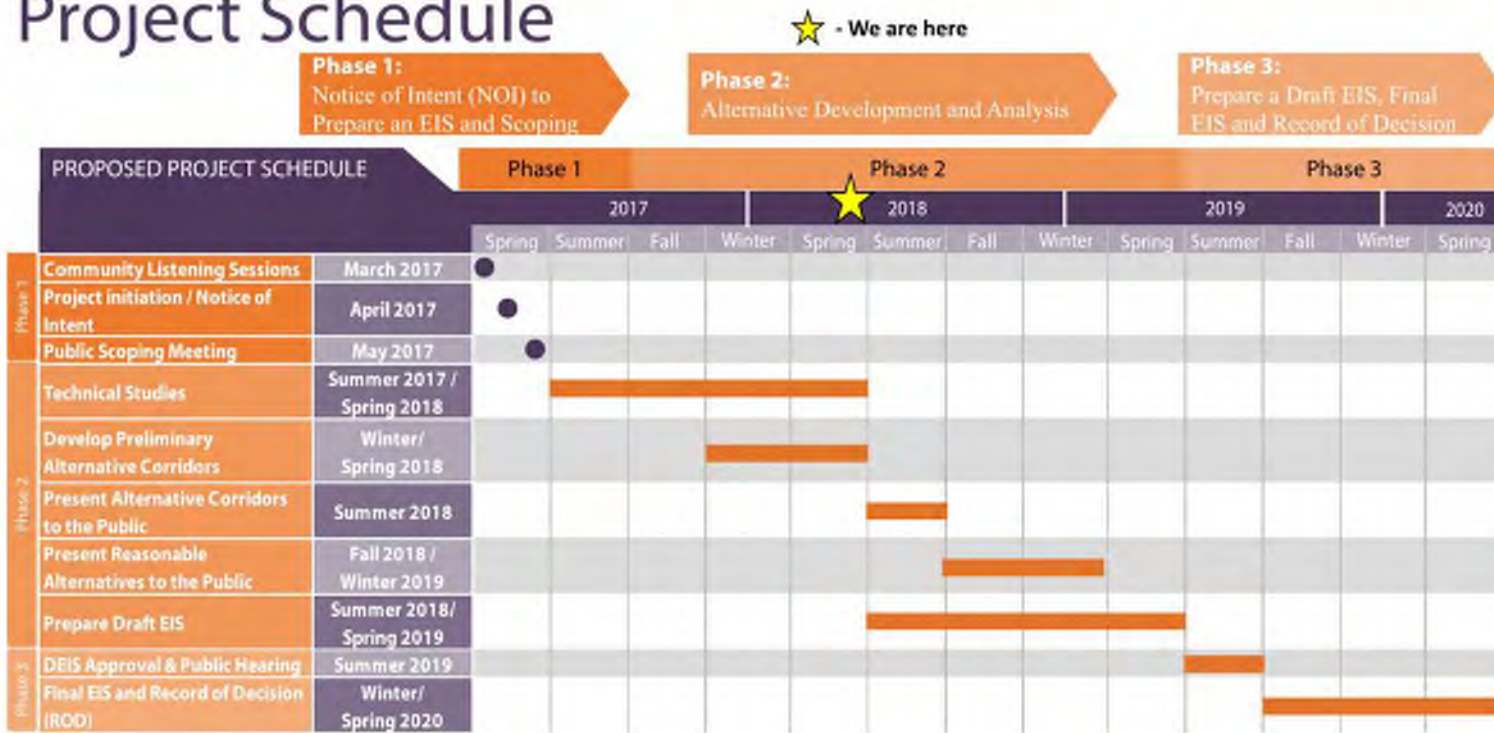 Project Schedule
- We are here
Phase 1:
Notice of Intent (NOI) to
Prepare an EIS and Scoping
Phase 2:
Alternative Development and Analysis
Phase 3:
Prepare a Draft EIS, Final
EIS and Record of Decision
PROPOSED PROJECT SCHEDULE
Phase 1
Phase 2
Phase 3
2017
2018
2019
2020
Spring
Summer
Fall
Winter
Spring
Summer
Fall
Winter
Spring
Summer
Fall
Winter
Spring
Phase 1
Community Listening Sessions
March 2017
Project initiation / Notice of
Intent
April 2017
Public Scoping Meeting
May 2017
Phase 2
Technical Studies
Summer 2017 /
Spring 2018
Develop Preliminary
Alternative Corridors
Winter/
Spring 2018
Present Alternative Corridors
to the Public
Summer 2018
Present Reasonable
Alternatives to the Public
Fall 2018 /
Winter 2019
Prepare Draft EIS
Summer 2018/
Spring 2019
Phase 3
DEIS Approval & Public Hearing
Summer 2019
Final EIS and Record of Decision
(ROD)
Winter/
Spring 2020